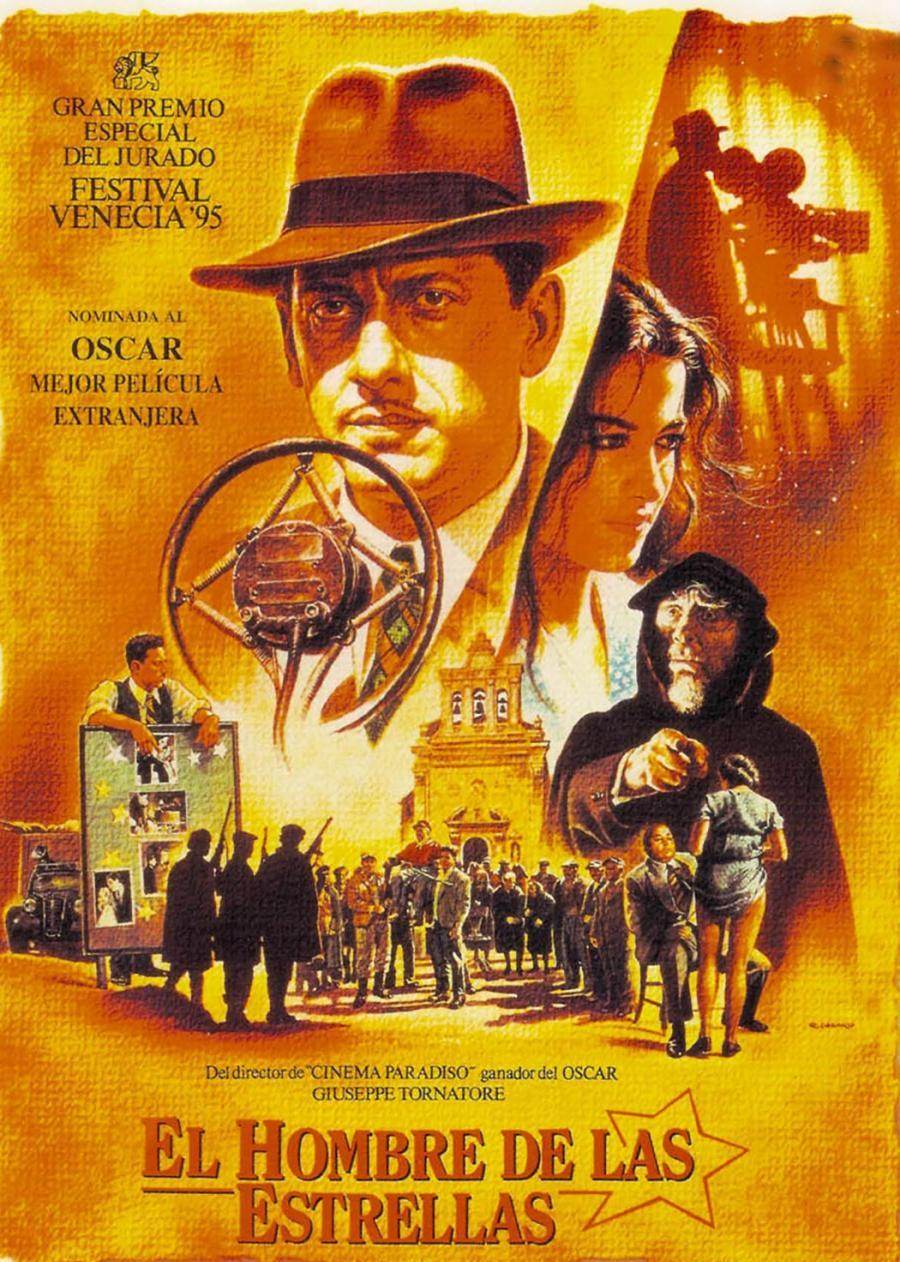 GRAN PREMIO
ESPECIAL
DEL JURADO
FESTIVAL
VENECIA '95
NOMINADA AL
OSCAR
MEJOR PELÍCULA
EXTRANJERA
Del director de "CINEMA PARADISO" ganador del OSCAR
GIUSEPPE TORNATORE
EL HOMBRE DE LAS
ESTRELLAS